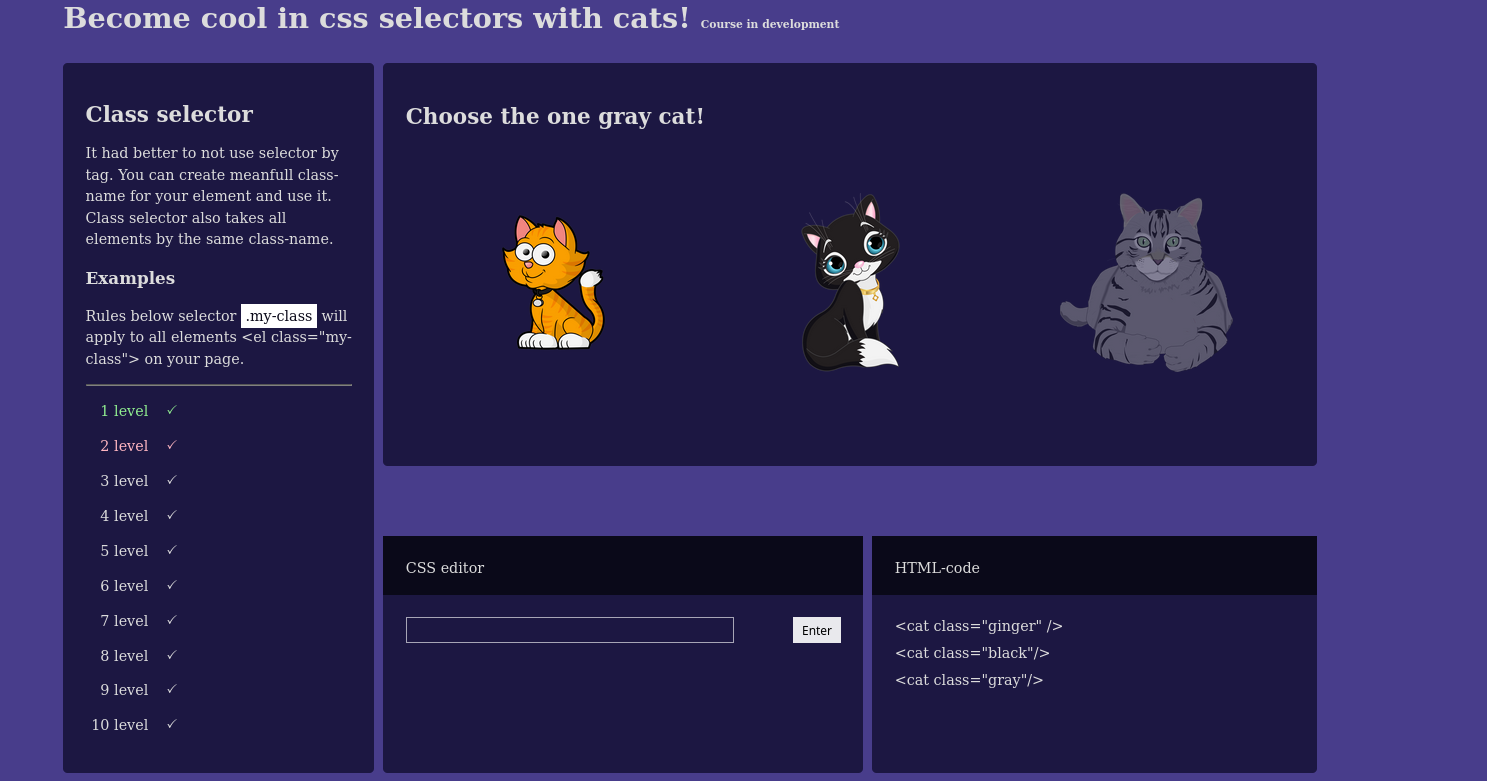 Become cool in css selectors with cats! Course in development
Class selector
It had better to not use selector by
tag. You can create meanfull class-
name for your element and use it.
Class selector also takes all
elements by the same class-name.
Examples
Rules below selector .my-class will
apply to all elements <el class="my-
class"> on your page.
1 level ✓
2 level ✓
3 level ✓
4 level ✓
5 level ✓
6 level ✓
7 level ✓
8 level ✓
9 level ✓
10 level ✓
Choose the one gray cat!
CSS editor
Enter
HTML-code
<cat class="ginger" />
<cat class="black"/>
<cat class="gray"/>